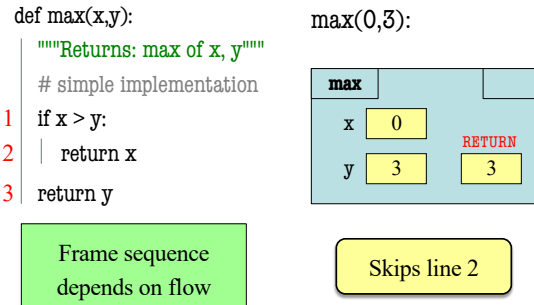 def max(x,y):
"""Returns: max of x, y"""
# simple implementation
1 if x > y:
2 return x
3 return y
Frame sequence
depends on flow
max(0,3):
max
x 0
RETURN
y 3 3
Skips line 2